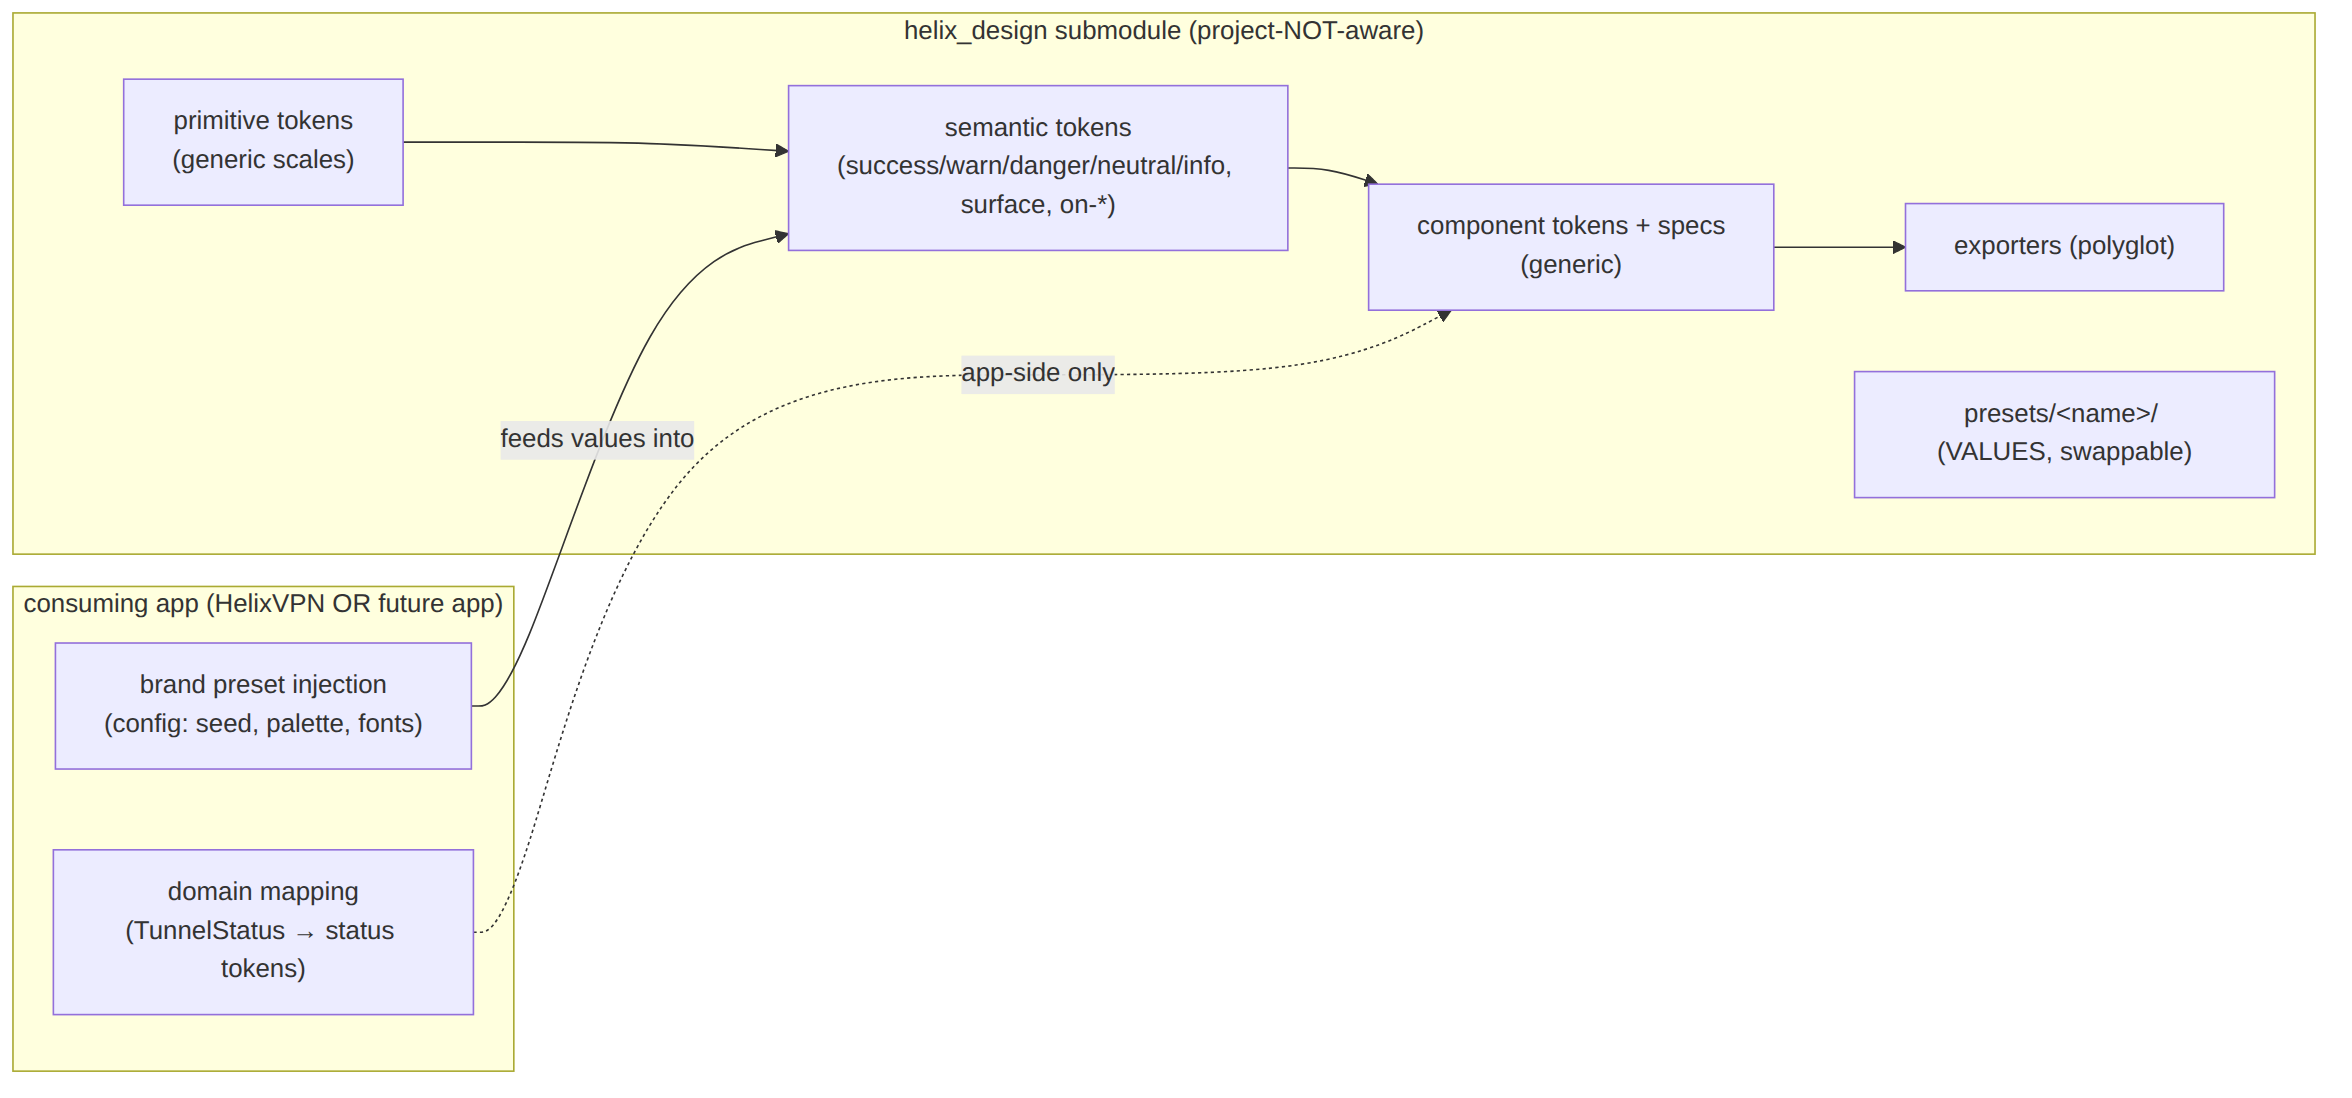 helix_design submodule (project-NOT-aware)
primitive tokens
(generic scales)
semantic tokens
(success/warn/danger/neutral/info,
surface, on-*)
component tokens + specs
(generic)
exporters (polyglot)
app-side only
presets/<name>/
(VALUES, swappable)
feeds values into
consuming app (HelixVPN OR future app)
brand preset injection
(config: seed, palette, fonts)
domain mapping
(TunnelStatus → status
tokens)